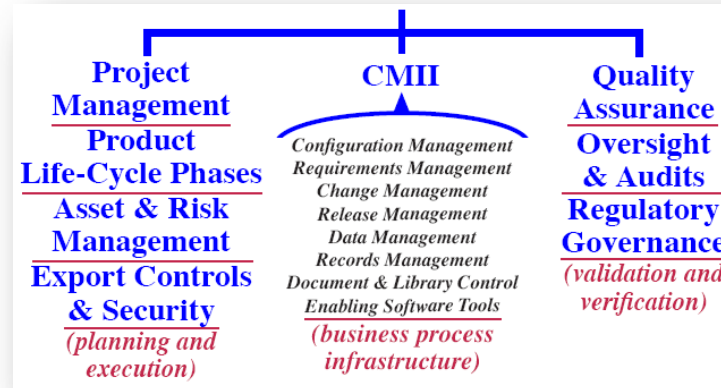 Project
Management
Product
Life-Cycle Phases
Asset & Risk
Management
Export Controls
& Security
(planning and
execution)
CMII
Configuration Management
Requirements Management
Change Management
Release Management
Data Management
Records Management
Document & Library Control
Enabling Software Tools
(business process
infrastructure)
Quality
Assurance
Oversight
& Audits
Regulatory
Governance
(validation and
verification)